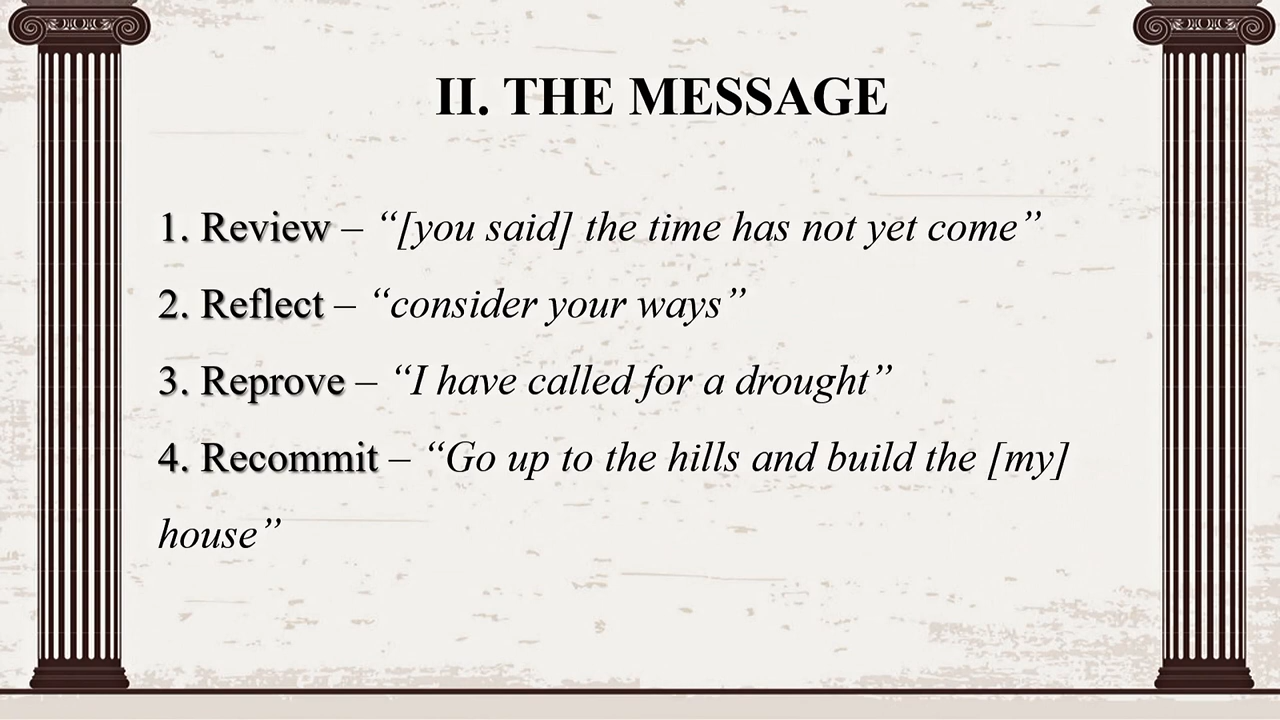 II. THE MESSAGE
1. Review – “[you said] the time has not yet come”
2. Reflect – “consider your ways”
3. Reprove – “I have called for a drought”
4. Recommit – “Go up to the hills and build the [my]
house”